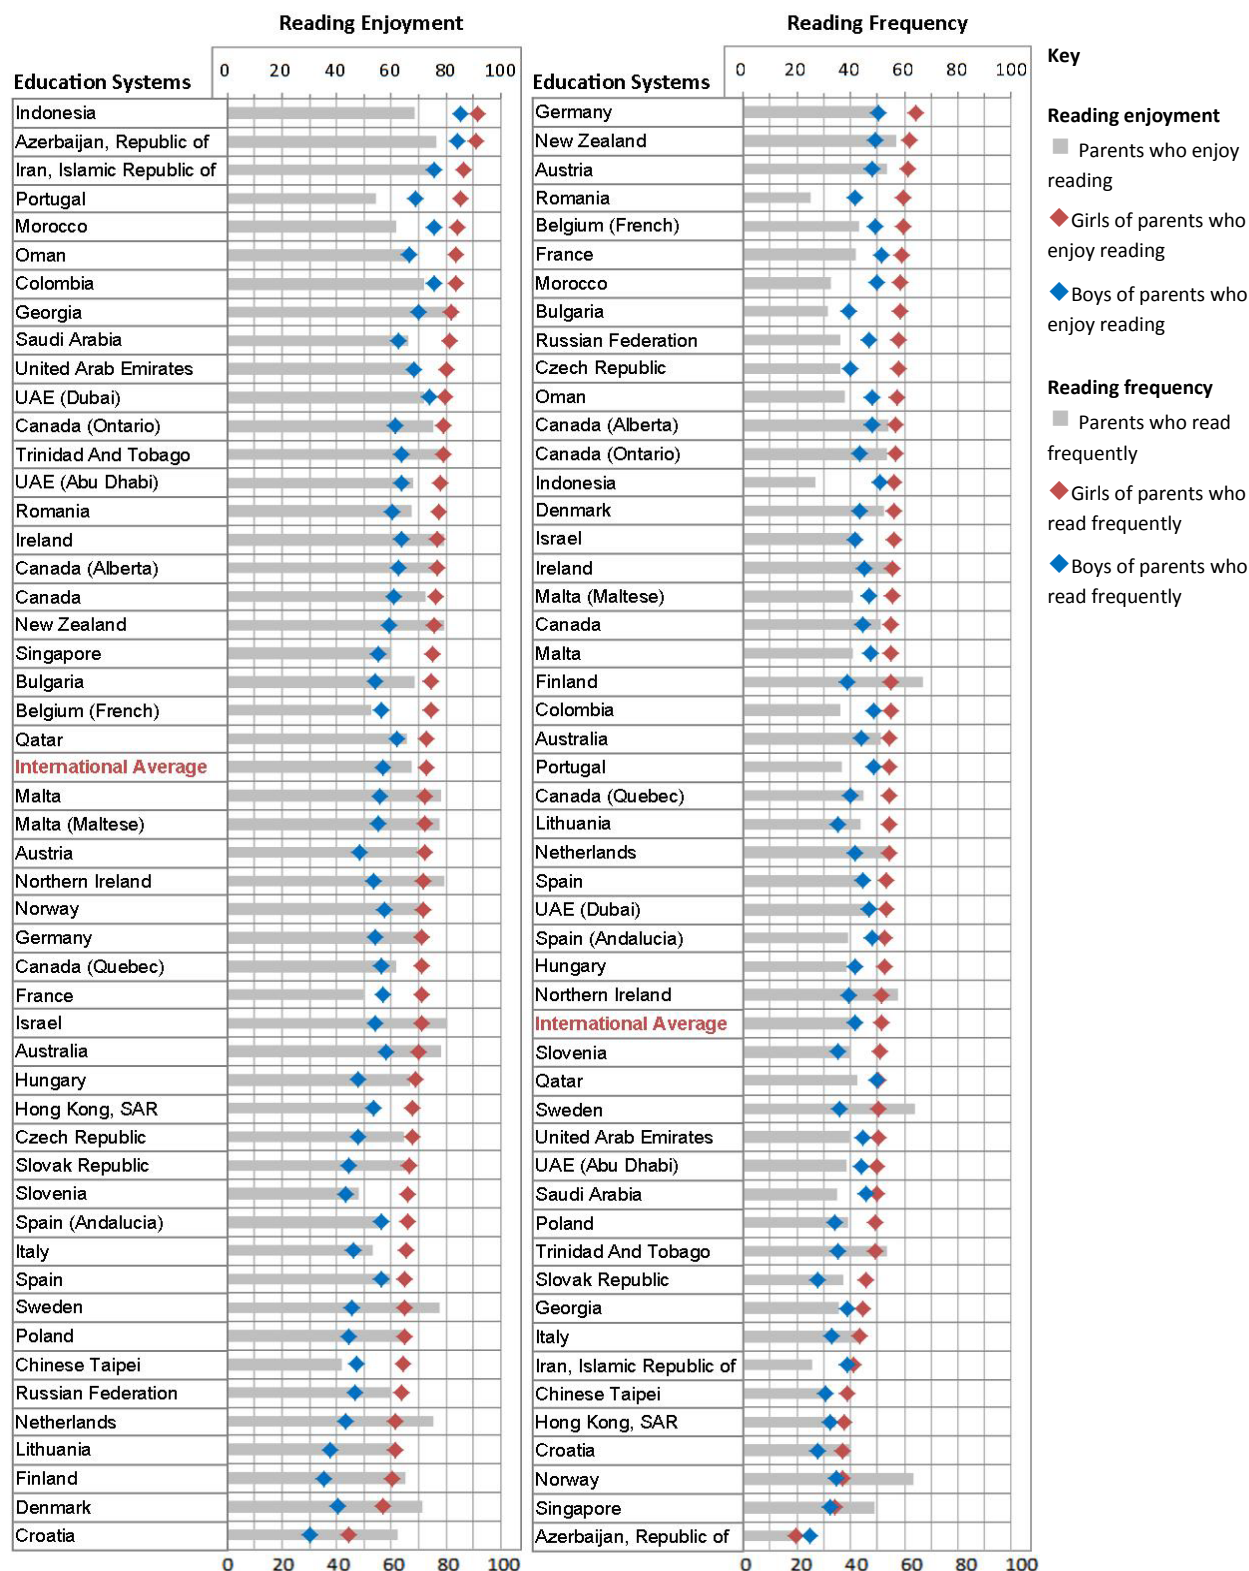 Reading Enjoyment
Education Systems
0 20 40 60 80 100
Indonesia
Azerbaijan, Republic of
Iran, Islamic Republic of
Portugal
Morocco
Oman
Colombia
Georgia
Saudi Arabia
United Arab Emirates
UAE (Dubai)
Canada (Ontario)
Trinidad And Tobago
UAE (Abu Dhabi)
Romania
Ireland
Canada (Alberta)
Canada
New Zealand
Singapore
Bulgaria
Belgium (French)
Qatar
International Average
Malta
Malta (Maltese)
Austria
Northern Ireland
Norway
Germany
Canada (Quebec)
France
Israel
Australia
Hungary
Hong Kong, SAR
Czech Republic
Slovak Republic
Slovenia
Spain (Andalucia)
Italy
Spain
Sweden
Poland
Chinese Taipei
Russian Federation
Netherlands
Lithuania
Finland
Denmark
Croatia
0 20 40 60 80 100
Reading Frequency
Education Systems
0 20 40 60 80 100
Germany
New Zealand
Austria
Romania
Belgium (French)
France
Morocco
Bulgaria
Russian Federation
Czech Republic
Oman
Canada (Alberta)
Canada (Ontario)
Indonesia
Denmark
Israel
Ireland
Malta (Maltese)
Canada
Malta
Finland
Colombia
Australia
Portugal
Canada (Quebec)
Lithuania
Netherlands
Spain
UAE (Dubai)
Spain (Andalucia)
Hungary
Northern Ireland
International Average
Slovenia
Qatar
Sweden
United Arab Emirates
UAE (Abu Dhabi)
Saudi Arabia
Poland
Trinidad And Tobago
Slovak Republic
Georgia
Italy
Iran, Islamic Republic of
Chinese Taipei
Hong Kong, SAR
Croatia
Norway
Singapore
Azerbaijan, Republic of
0 20 40 60 80 100
Key
Reading enjoyment
Parents who enjoy
reading
Girls of parents who
enjoy reading
Boys of parents who
enjoy reading
Reading frequency
Parents who read
frequently
Girls of parents who
read frequently
Boys of parents who
read frequently